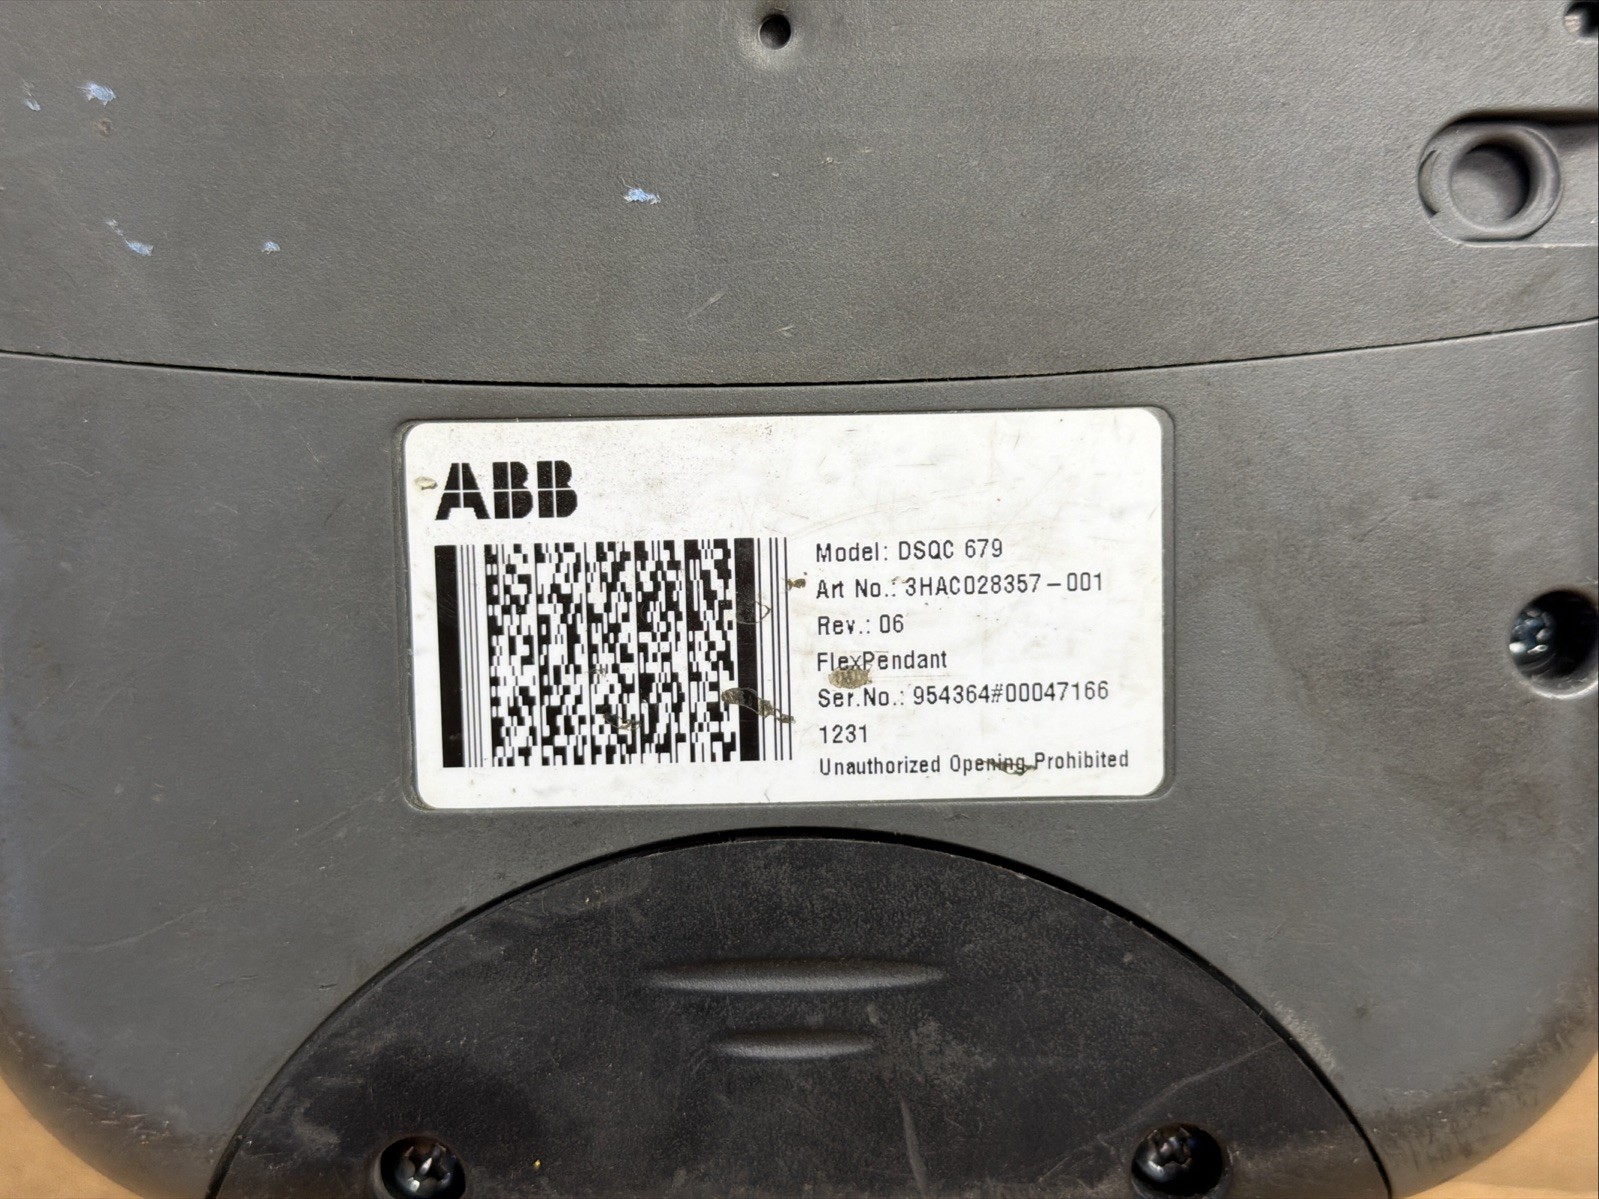 ABB
Model: DSQC 679
Art No.: 3HAC028357-001
Rev.: 06
FlexPendant
Ser.No.: 954364#00047166
1231
Unauthorized Opening Prohibited